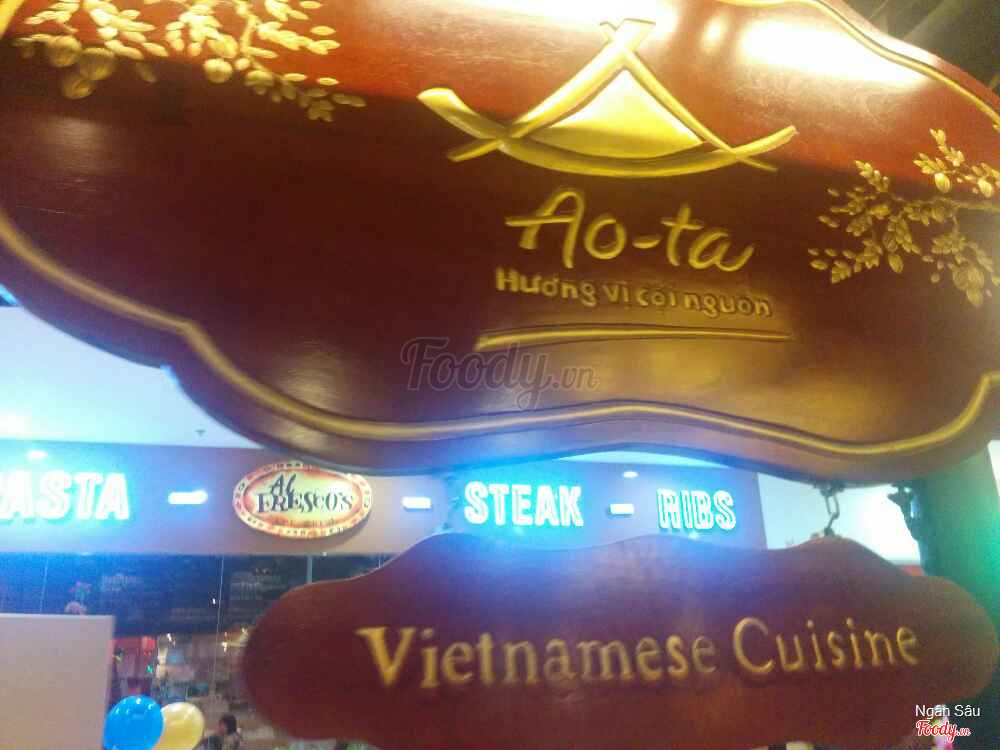 Ao-ta
Hương vị cội nguồn
Foody.vn
ASTA - Al FRESCO'S - STEAK - RIBS
Vietnamese Cuisine
Ngân Sâu
Foody.vn